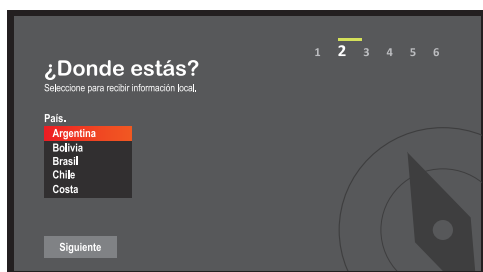 1 2 3 4 5 6
¿Donde estás?
Seleccione para recibir información local.
País.
Argentina
Bolivia
Brasil
Chile
Costa
Siguiente